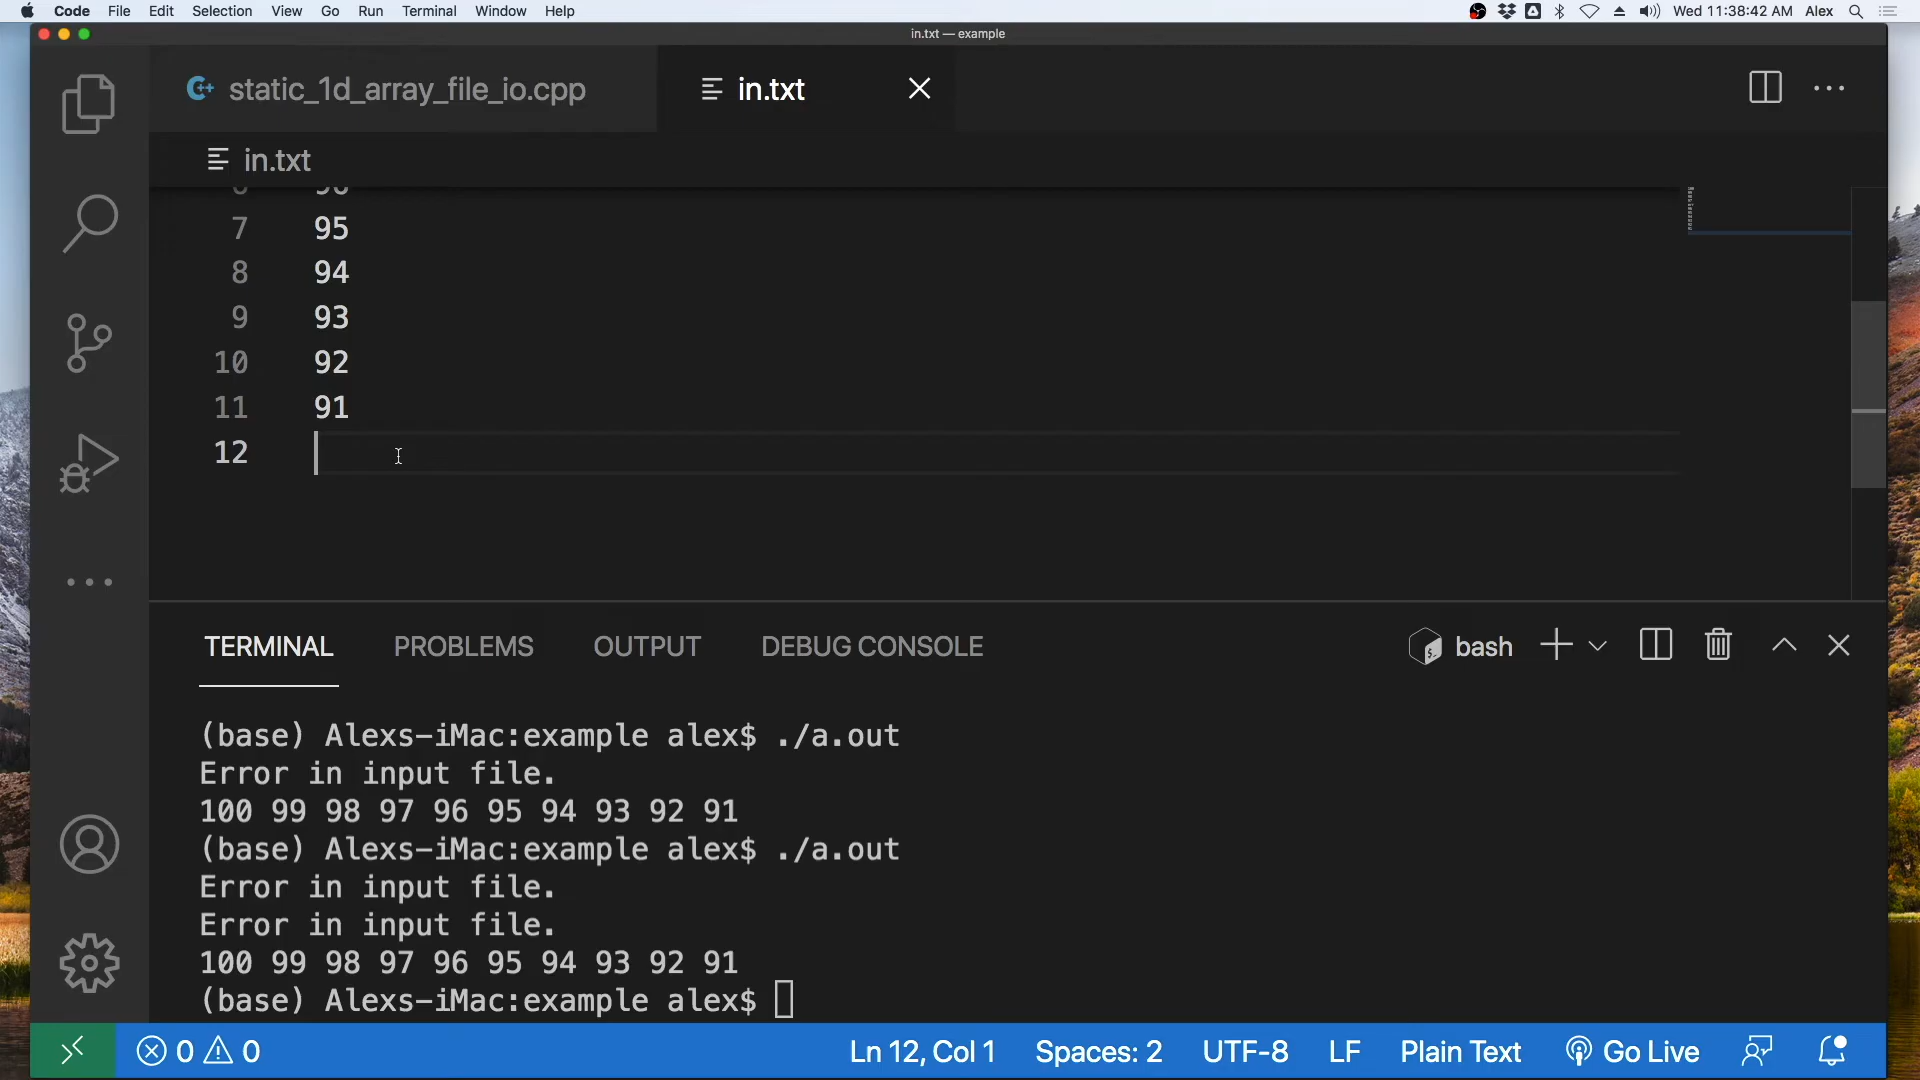 Code File Edit Selection View Go Run Terminal Window Help
Wed 11:38:42 AM Alex
in.txt — example
static_1d_array_file_io.cpp
in.txt
in.txt
7 95
8 94
9 93
10 92
11 91
12
TERMINAL PROBLEMS OUTPUT DEBUG CONSOLE
bash
(base) Alexs-iMac:example alex$ ./a.out
Error in input file.
100 99 98 97 96 95 94 93 92 91
(base) Alexs-iMac:example alex$ ./a.out
Error in input file.
Error in input file.
100 99 98 97 96 95 94 93 92 91
(base) Alexs-iMac:example alex$
0 0 Ln 12, Col 1 Spaces: 2 UTF-8 LF Plain Text Go Live